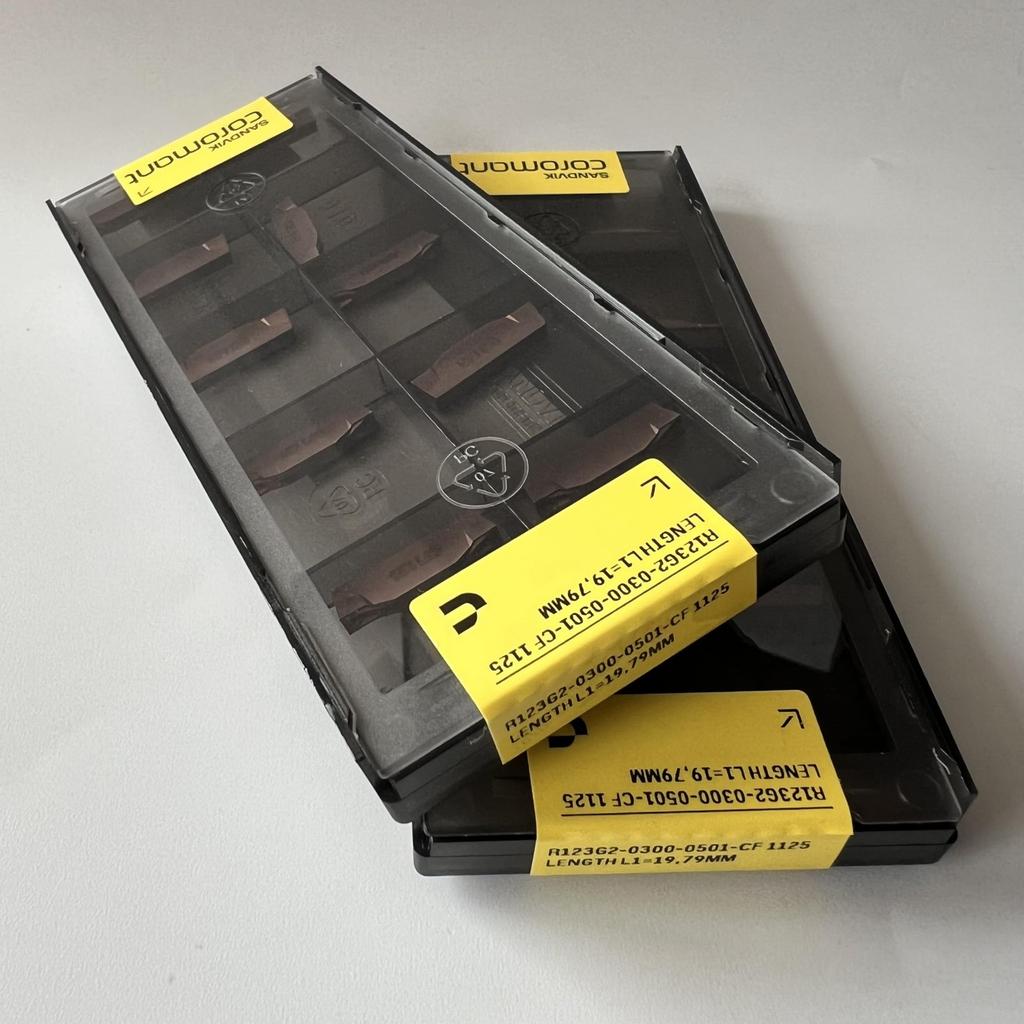 SANDVIK
coromant
SANDVIK
coromant
PC
07
R123G2-0300-0501-CF 1125
LENGTH L1=19,79MM
R123G2-0300-0501-CF 1125
LENGTH L1=19,79MM
R123G2-0300-0501-CF 1125
LENGTH L1=19,79MM
R123G2-0300-0501-CF 1125
LENGTH L1=19,79MM